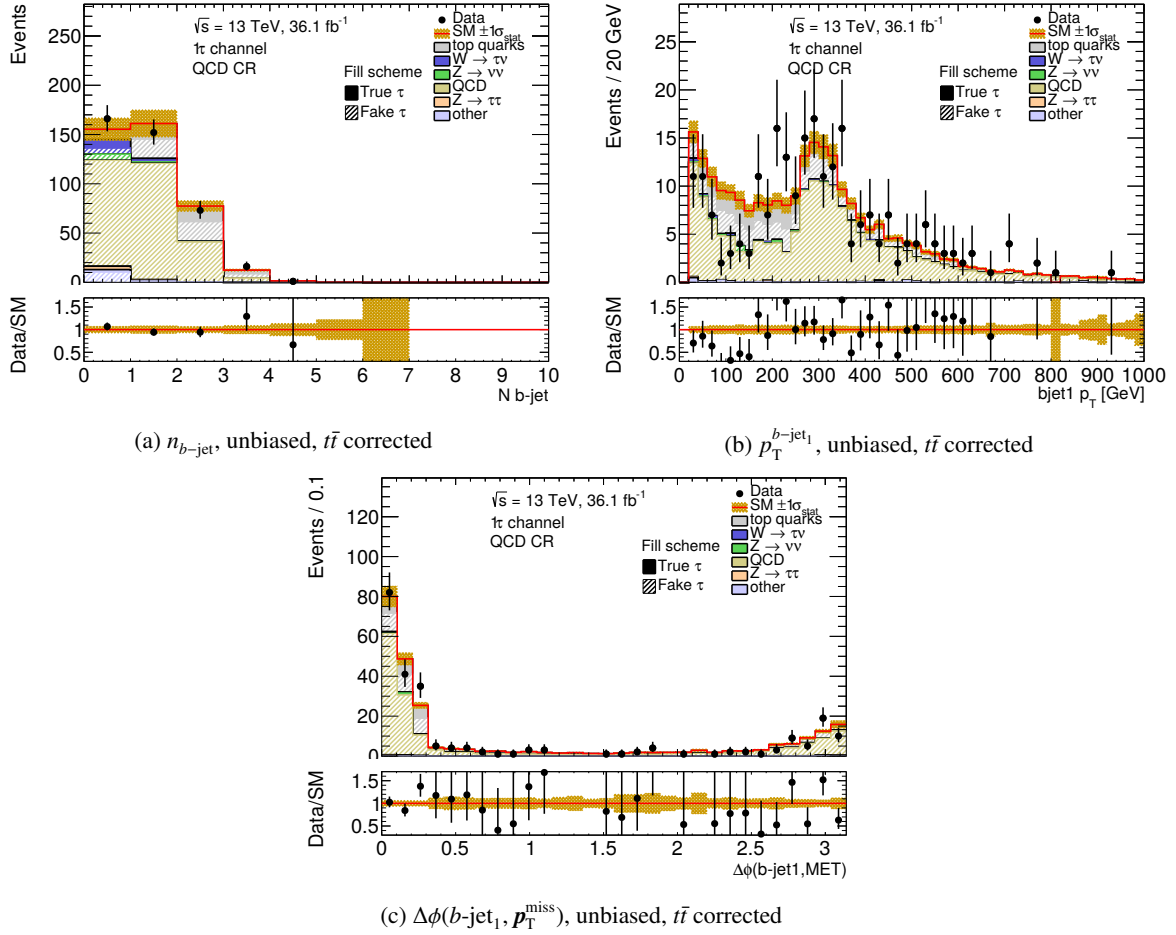 Events
250
200
150
100
50
0
√s = 13 TeV, 36.1 fb⁻¹
1π channel
QCD CR
Fill scheme
True τ
Fake τ
Data
SM ±1σstat
top quarks
W → τν
Z → νν
QCD
Z → ττ
other
Data/SM
1.5
1
0.5
0 1 2 3 4 5 6 7 8 9 10
N b-jet
(a) n_b−jet, unbiased, tt̄ corrected
Events / 20 GeV
25
20
15
10
5
0
√s = 13 TeV, 36.1 fb⁻¹
1π channel
QCD CR
Fill scheme
True τ
Fake τ
Data
SM ±1σstat
top quarks
W → τν
Z → νν
QCD
Z → ττ
other
Data/SM
1.5
1
0.5
0 100 200 300 400 500 600 700 800 900 1000
bjet1 p_T [GeV]
(b) p_T^b−jet₁, unbiased, tt̄ corrected
Events / 0.1
120
100
80
60
40
20
0
√s = 13 TeV, 36.1 fb⁻¹
1π channel
QCD CR
Fill scheme
True τ
Fake τ
Data
SM ±1σstat
top quarks
W → τν
Z → νν
QCD
Z → ττ
other
Data/SM
1.5
1
0.5
0 0.5 1 1.5 2 2.5 3
Δϕ(b-jet1,MET)
(c) Δϕ(b-jet₁, p_T^miss), unbiased, tt̄ corrected